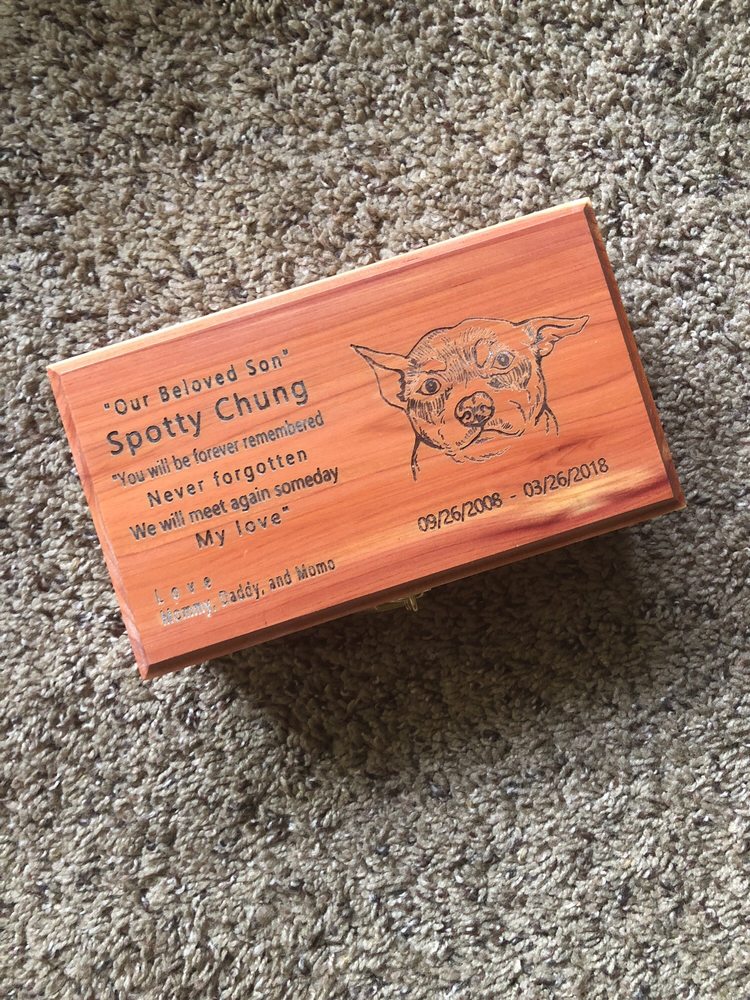 "Our Beloved Son"
Spotty Chung
"You will be forever remembered
Never forgotten
We will meet again someday
My love"
Love
Mommy, Daddy, and Momo
09/26/2008 - 03/26/2018